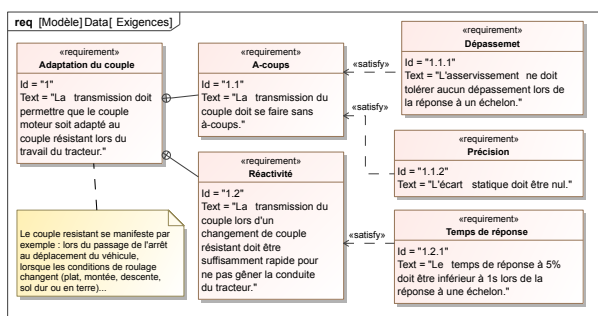 req [Modèle] Data[ Exigences]
«requirement»
Adaptation du couple
Id = "1"
Text = "La transmission doit
permettre que le couple
moteur soit adapté au
couple résistant lors du
travail du tracteur."
«requirement»
A-coups
Id = "1.1"
Text = "La transmission du
couple doit se faire sans
à-coups."
«satisfy»
«requirement»
Dépassemet
Id = "1.1.1"
Text = "L'asservissement ne doit
tolérer aucun dépassement lors de
la réponse à un échelon."
«satisfy»
«requirement»
Précision
Id = "1.1.2"
Text = "L'écart statique doit être nul."
«requirement»
Réactivité
Id = "1.2"
Text = "La transmission du
couple lors d'un
changement de couple
résistant doit être
suffisamment rapide pour
ne pas gêner la conduite
du tracteur."
«satisfy»
«requirement»
Temps de réponse
Id = "1.2.1"
Text = "Le temps de réponse à 5%
doit être inférieur à 1s lors de la
réponse à une échelon."
Le couple resistant se manifeste par
exemple : lors du passage de l'arrêt
au déplacement du véhicule,
lorsque les conditions de roulage
changent (plat, montée, descente,
sol dur ou en terre)...